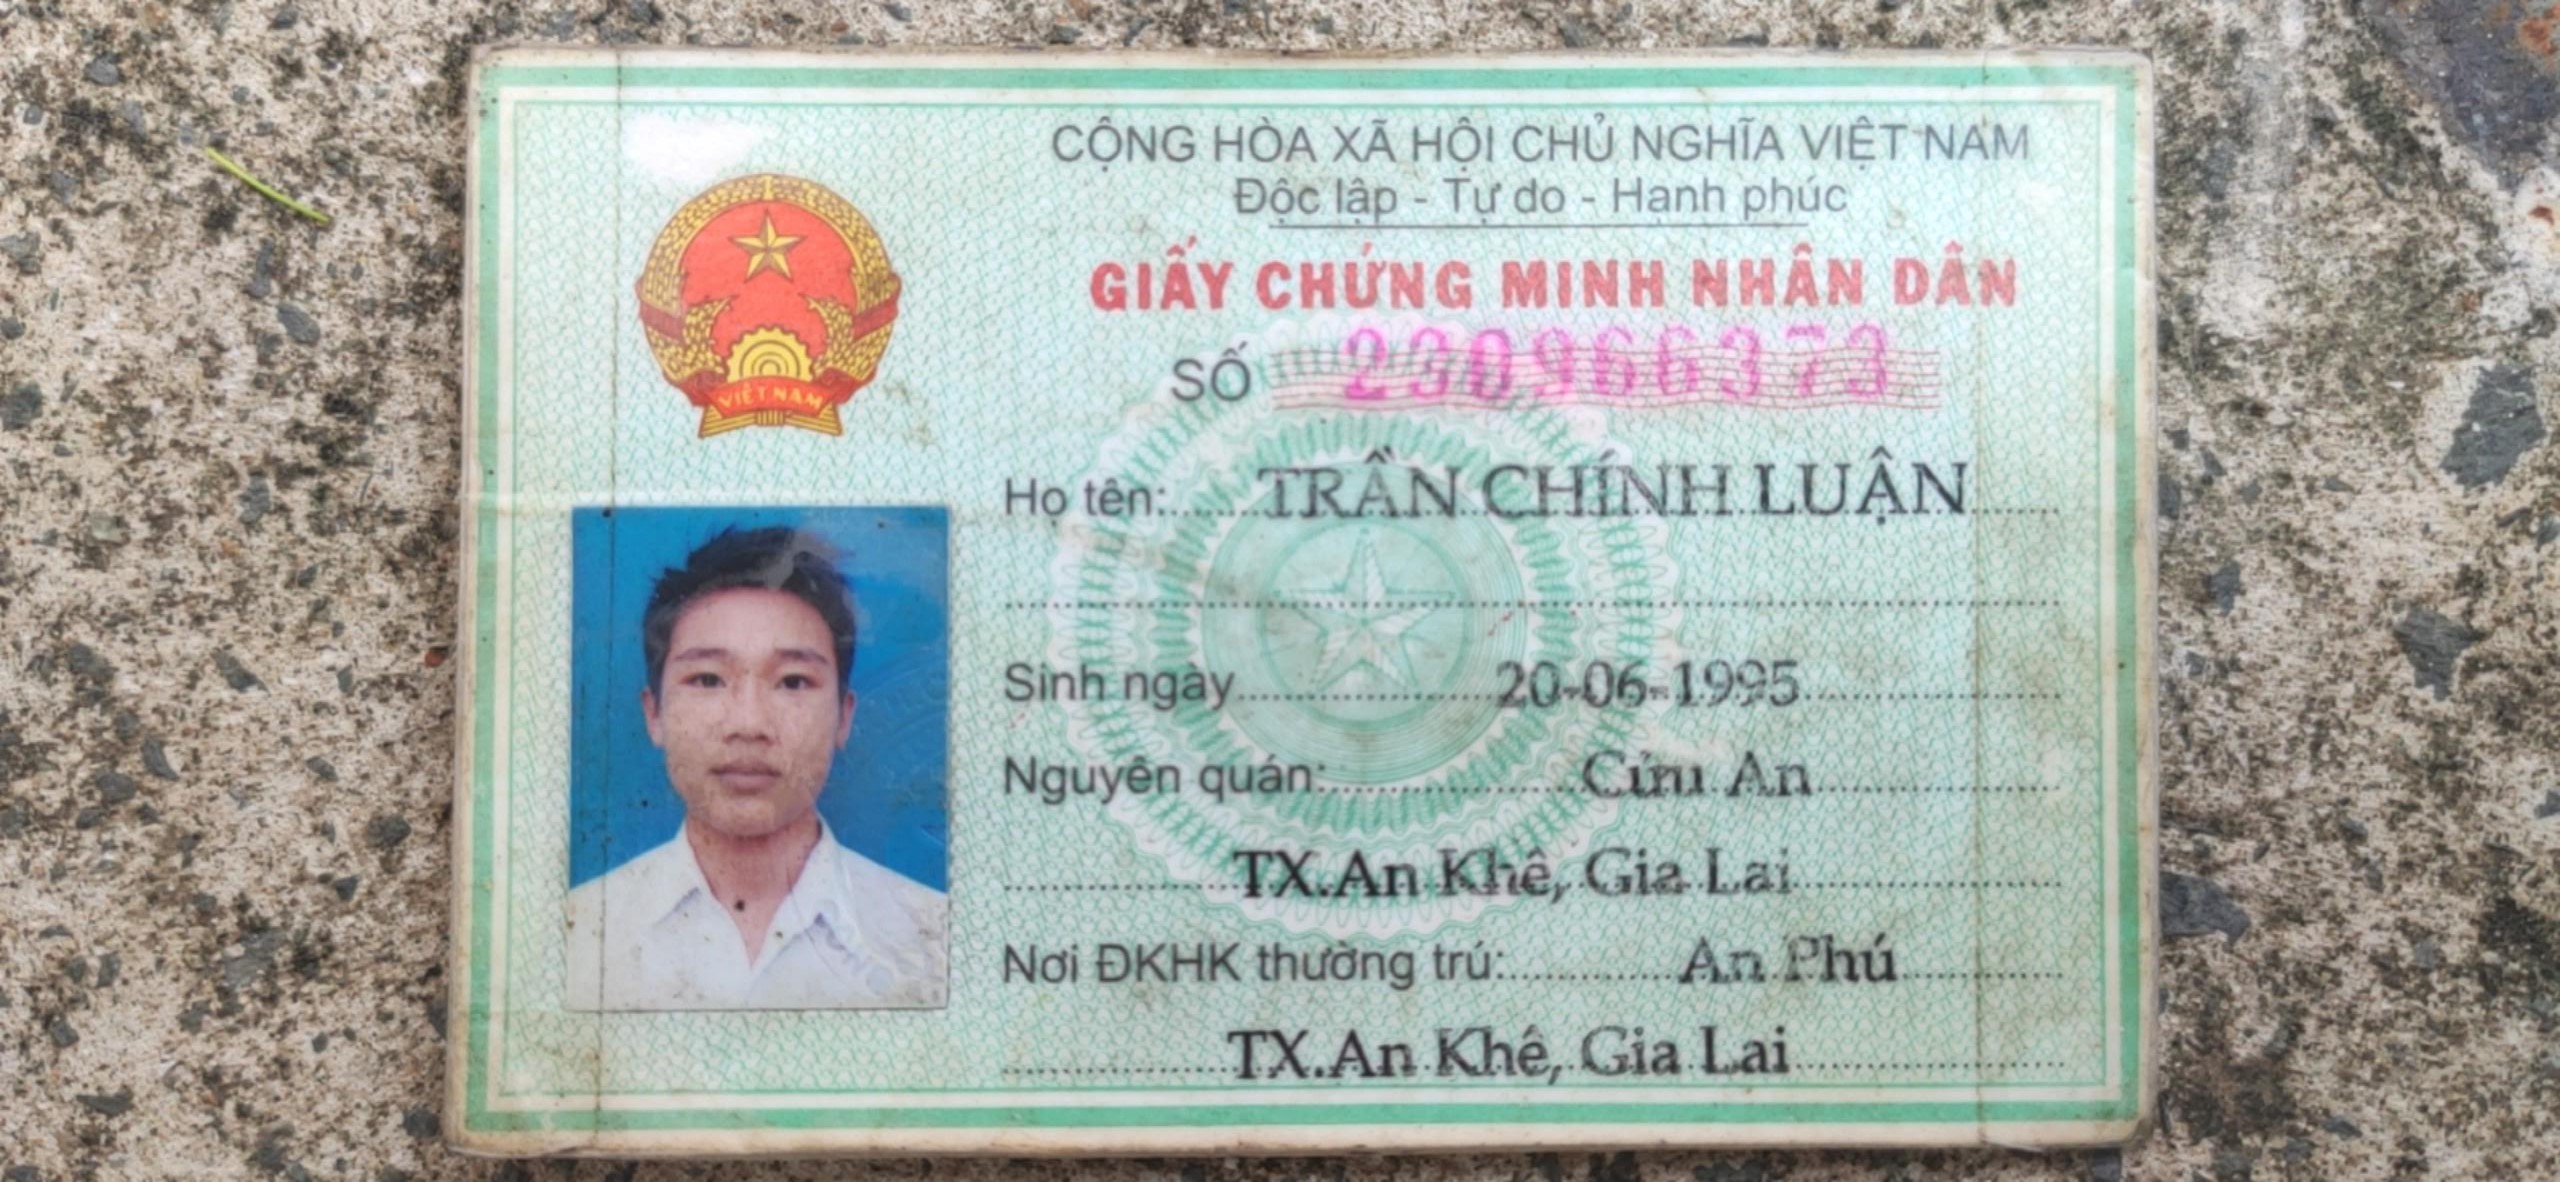 CỘNG HÒA XÃ HỘI CHỦ NGHĨA VIỆT NAM
Độc lập - Tự do - Hạnh phúc
GIẤY CHỨNG MINH NHÂN DÂN
SỐ 230966373
VIỆT NAM
Họ tên: TRẦN CHÍNH LUẬN
Sinh ngày 20-06-1995
Nguyên quán: Cửu An
TX.An Khê, Gia Lai
Nơi ĐKHK thường trú: An Phú
TX.An Khê, Gia Lai